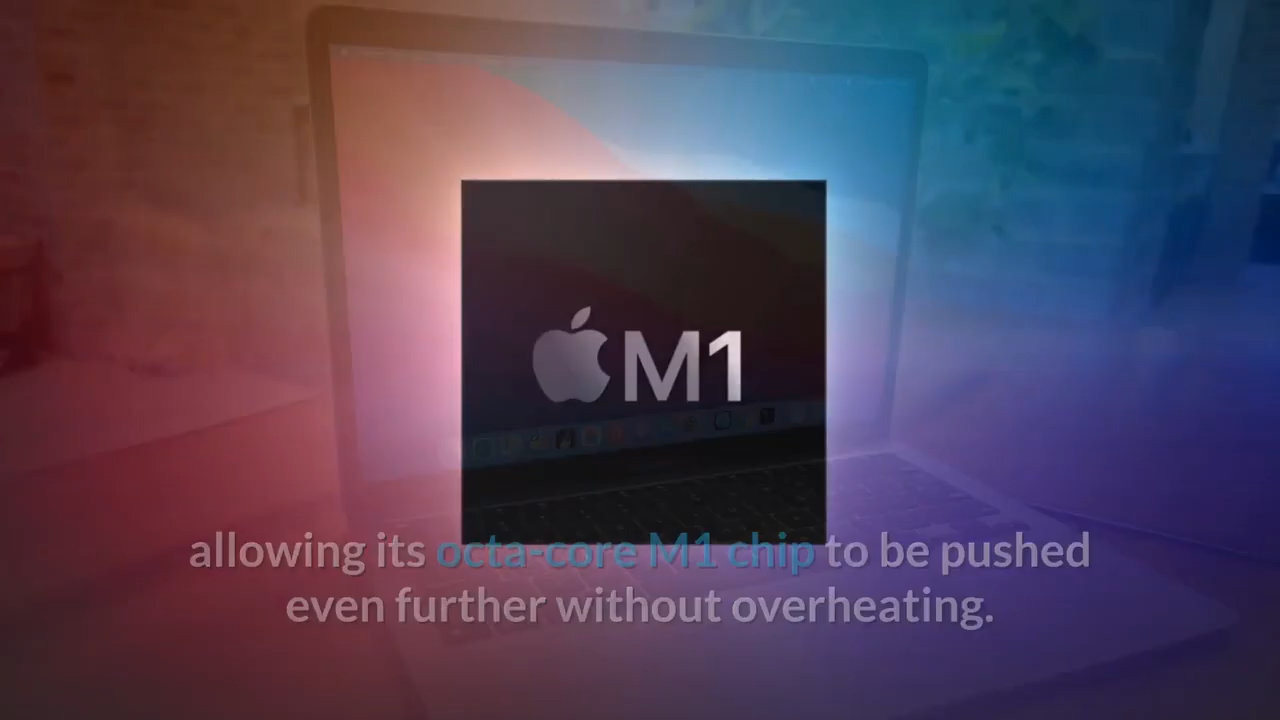 M1
allowing its octa-core M1 chip to be pushed
even further without overheating.